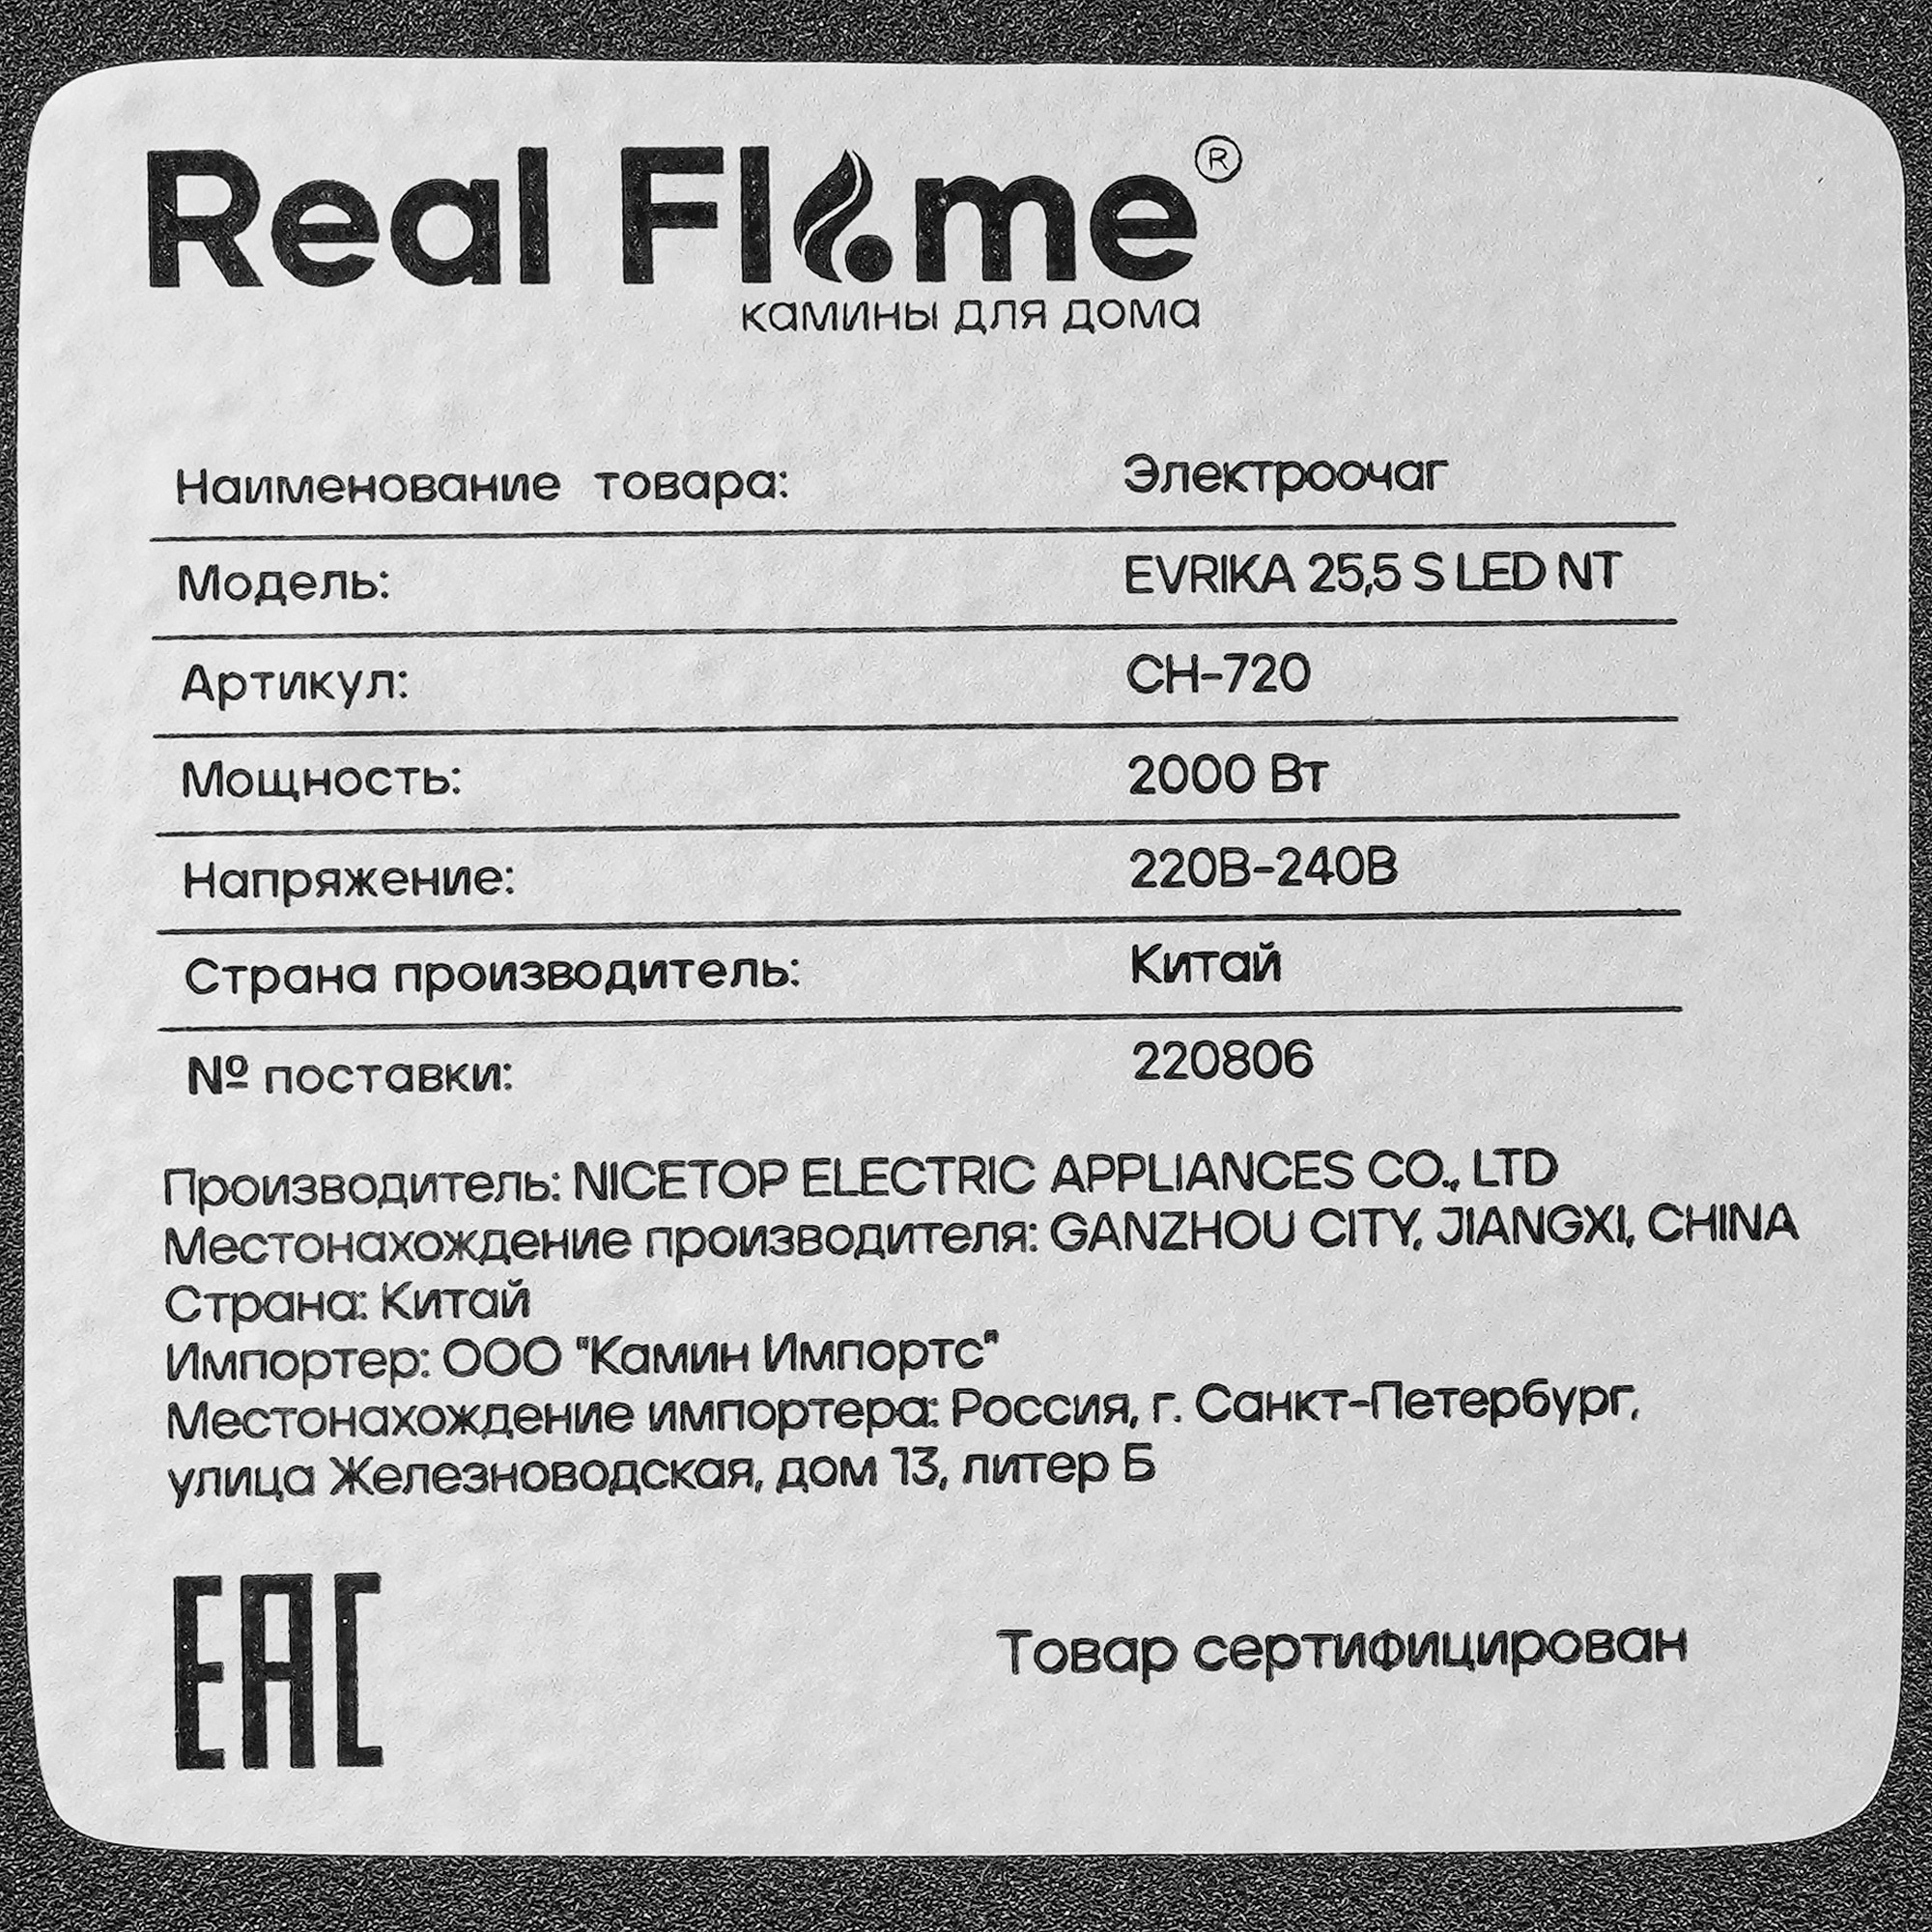 Real Flame®
камины для дома
Наименование товара: Электроочаг
Модель: EVRIKA 25,5 S LED NT
Артикул: CH-720
Мощность: 2000 Вт
Напряжение: 220В-240В
Страна производитель: Китай
№ поставки: 220806
Производитель: NICETOP ELECTRIC APPLIANCES CO., LTD
Местонахождение производителя: GANZHOU CITY, JIANGXI, CHINA
Страна: Китай
Импортер: ООО "Камин Импортс"
Местонахождение импортера: Россия, г. Санкт-Петербург,
улица Железноводская, дом 13, литер Б
EAC
Товар сертифицирован